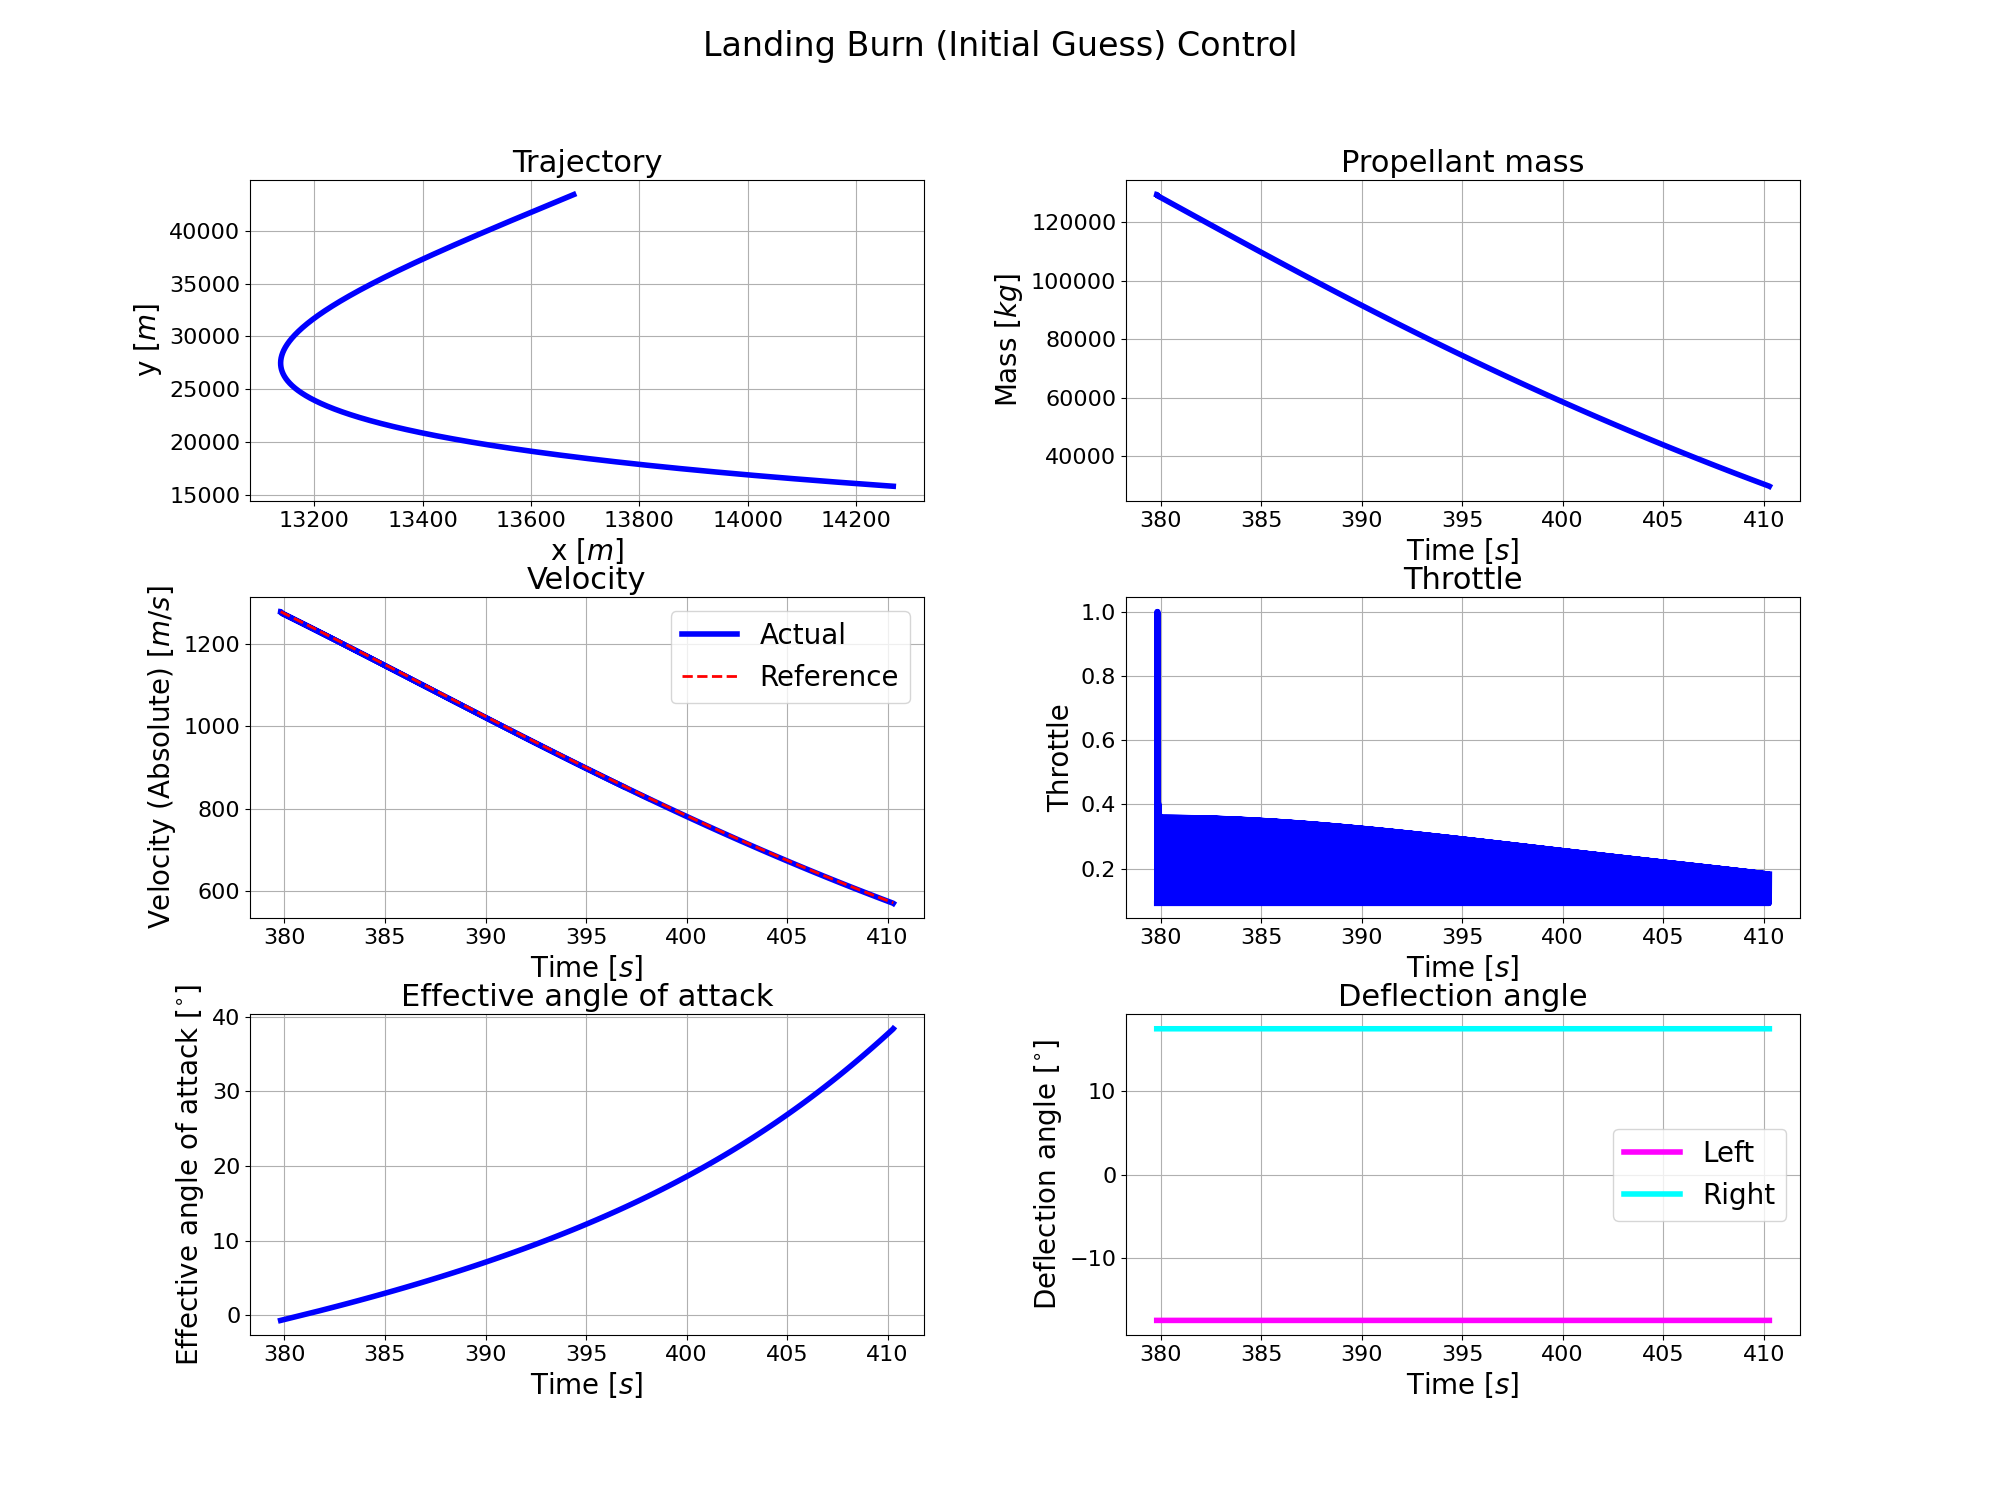 Landing Burn (Initial Guess) Control
Trajectory
y [m]
40000
35000
30000
25000
20000
15000
13200 13400 13600 13800 14000 14200
x [m]
Propellant mass
Mass [kg]
120000
100000
80000
60000
40000
380 385 390 395 400 405 410
Time [s]
Velocity
Velocity (Absolute) [m/s]
1200
1000
800
600
Actual
Reference
380 385 390 395 400 405 410
Time [s]
Throttle
Throttle
1.0
0.8
0.6
0.4
0.2
380 385 390 395 400 405 410
Time [s]
Effective angle of attack
Effective angle of attack [°]
40
30
20
10
0
380 385 390 395 400 405 410
Time [s]
Deflection angle
Deflection angle [°]
10
0
−10
Left
Right
380 385 390 395 400 405 410
Time [s]